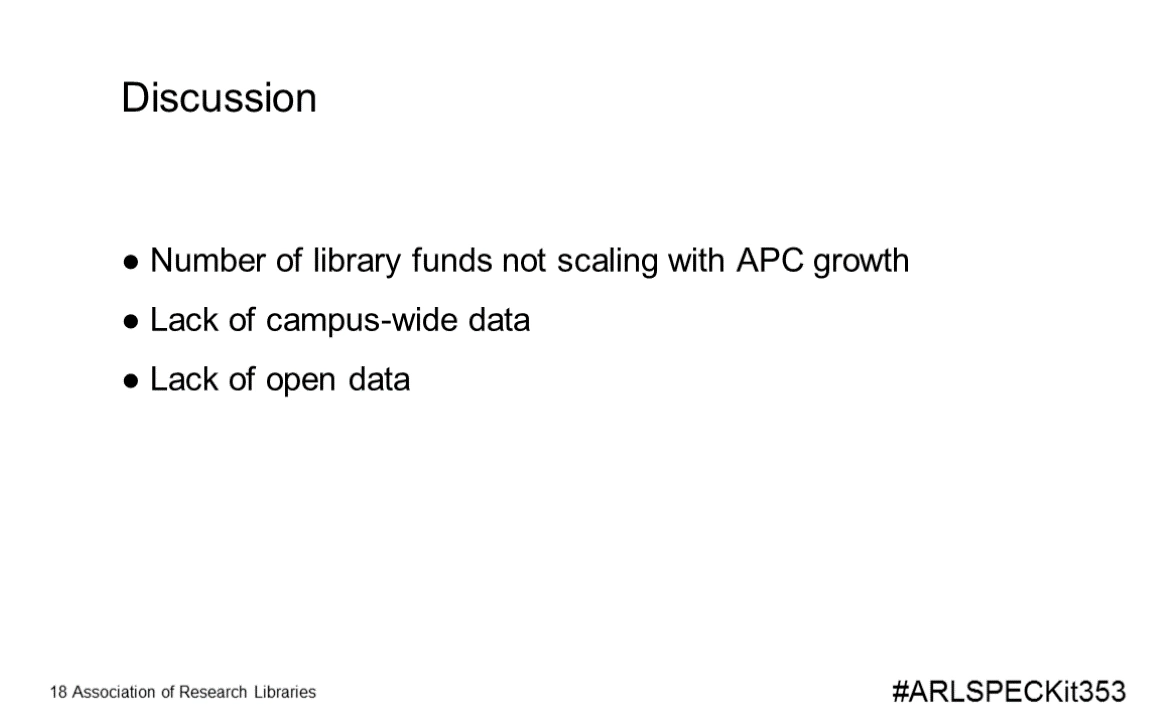 Discussion
● Number of library funds not scaling with APC growth
● Lack of campus-wide data
● Lack of open data
18 Association of Research Libraries
#ARLSPECKit353